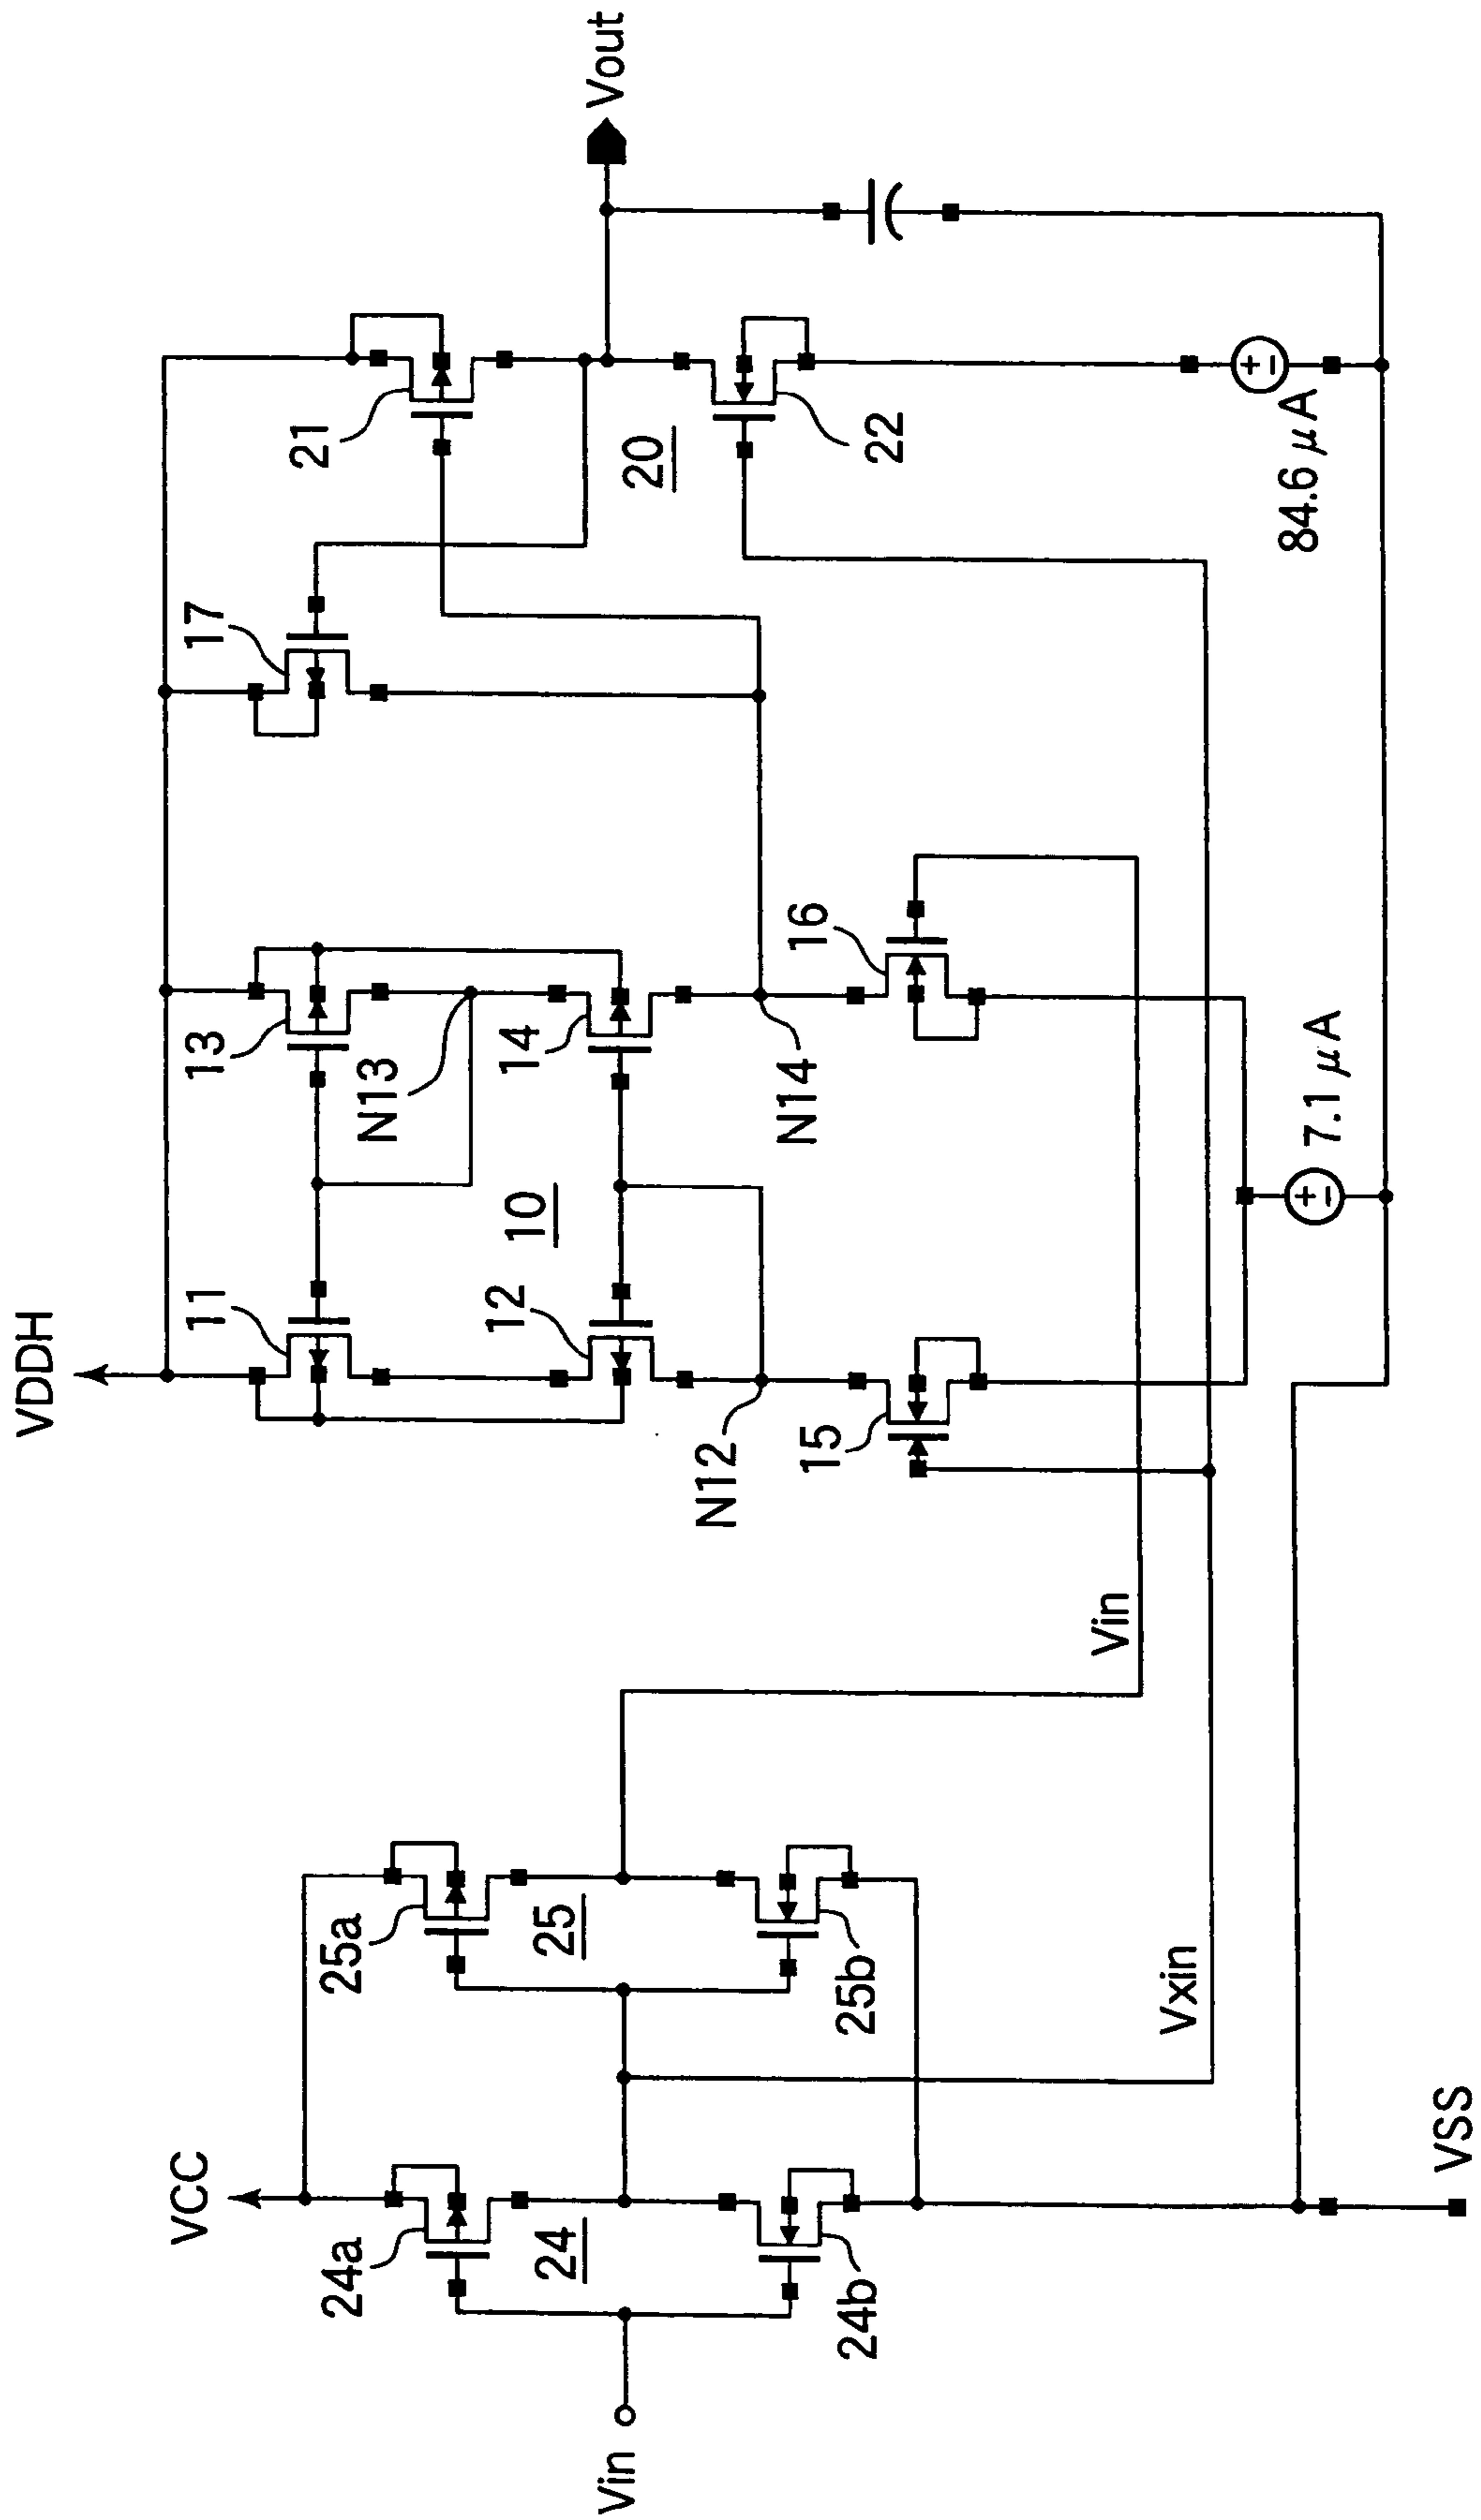 VDDH
VCC
11
13
17
21
Vout
N13
25a
24a
10
12
14
20
24
25
Vin
N12
N14
15
16
22
24b
25b
Vin
Vxin
7.1 μA
84.6 μA
VSS